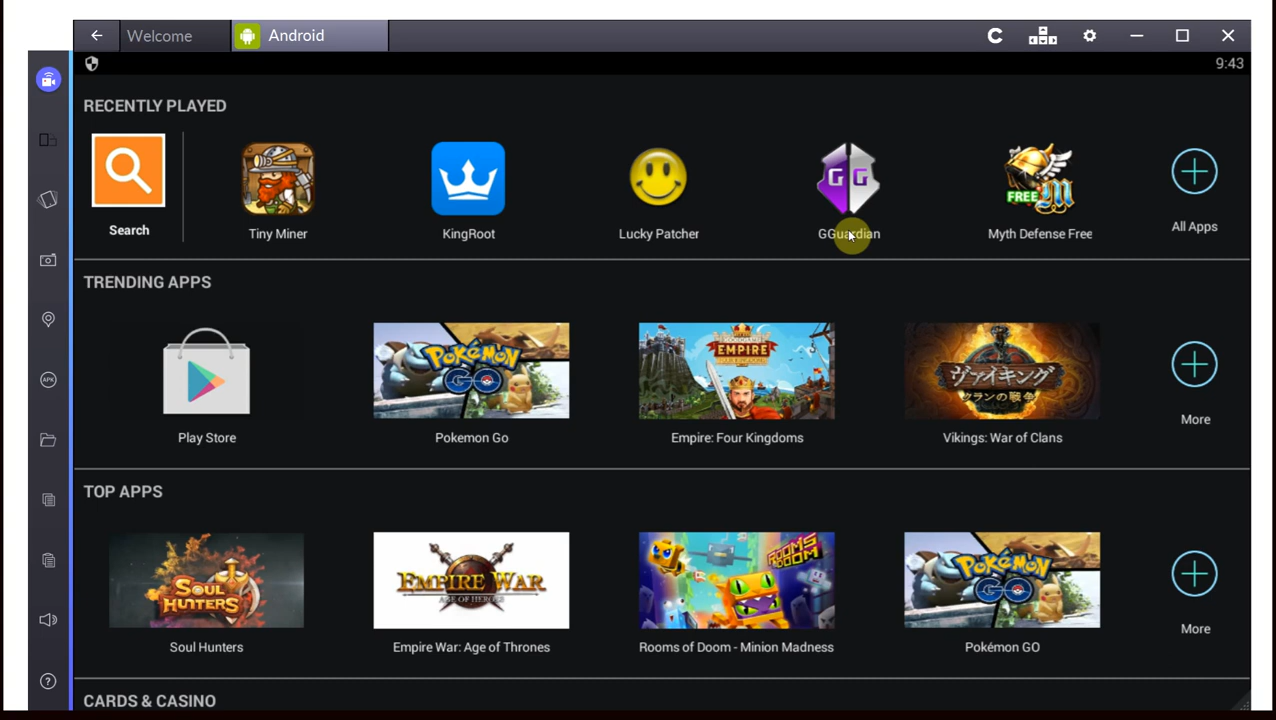 Welcome
Android
9:43
RECENTLY PLAYED
Search
Tiny Miner
KingRoot
Lucky Patcher
G G
GGuardian
FREE M
Myth Defense Free
All Apps
TRENDING APPS
Play Store
POKÉMON
GO
Pokemon Go
EMPIRE
Empire: Four Kingdoms
ヴァイキング
クランの戦争
Vikings: War of Clans
More
TOP APPS
SOUL
HUNTERS
Soul Hunters
EMPIRE WAR
AGE OF HEROES
Empire War: Age of Thrones
ROOMS
OF DOOM
Rooms of Doom - Minion Madness
POKÉMON
GO
Pokémon GO
More
APK
CARDS & CASINO